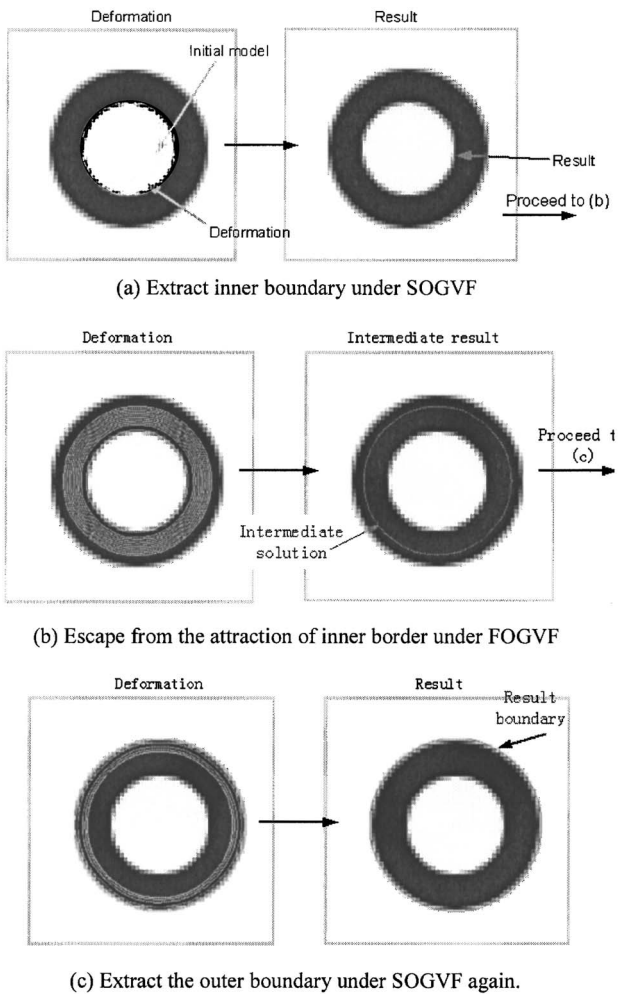 Deformation
Result
Initial model
Result
Deformation
Proceed to (b)
(a) Extract inner boundary under SOGVF
Deformation
Intermediate result
Proceed t
(c)
Intermediate
solution
(b) Escape from the attraction of inner border under FOGVF
Deformation
Result
Result
boundary
(c) Extract the outer boundary under SOGVF again.